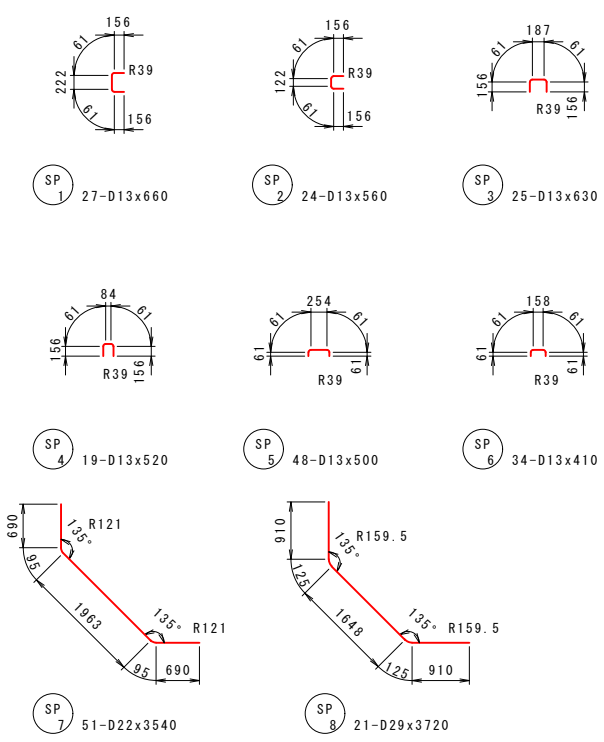 156
61
R39
222
61
156
SP
1
27-D13x660
156
61
R39
122
61
156
SP
2
24-D13x560
187
61
61
156
R39
156
SP
3
25-D13x630
84
61
61
156
R39
156
SP
4
19-D13x520
254
61
61
61
61
R39
SP
5
48-D13x500
158
61
61
61
61
R39
SP
6
34-D13x410
690
R121
135°
95
1963
135°
R121
95
690
SP
7
51-D22x3540
910
R159.5
135°
125
1648
135°
R159.5
125
910
SP
8
21-D29x3720